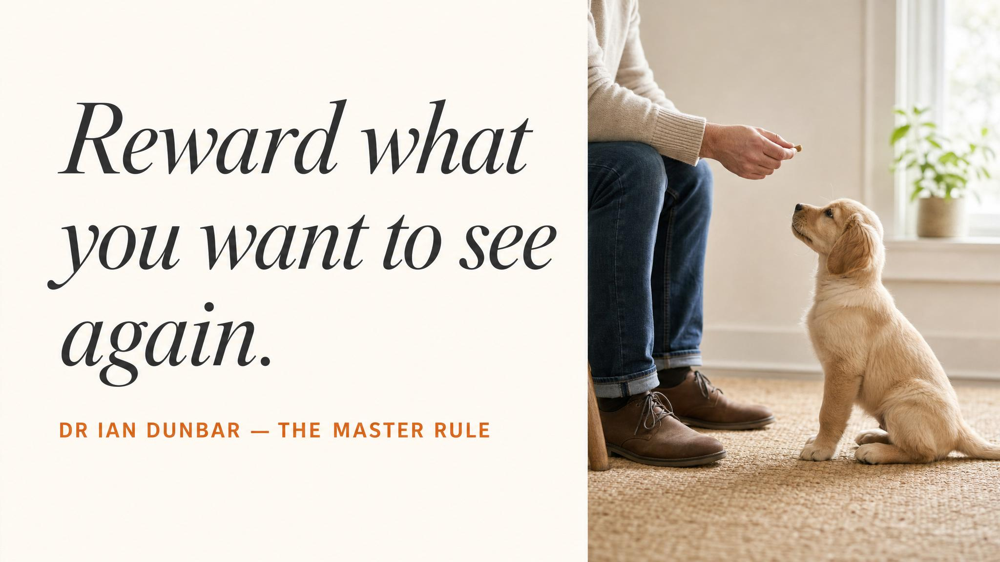 Reward what
you want to see
again.
DR IAN DUNBAR — THE MASTER RULE